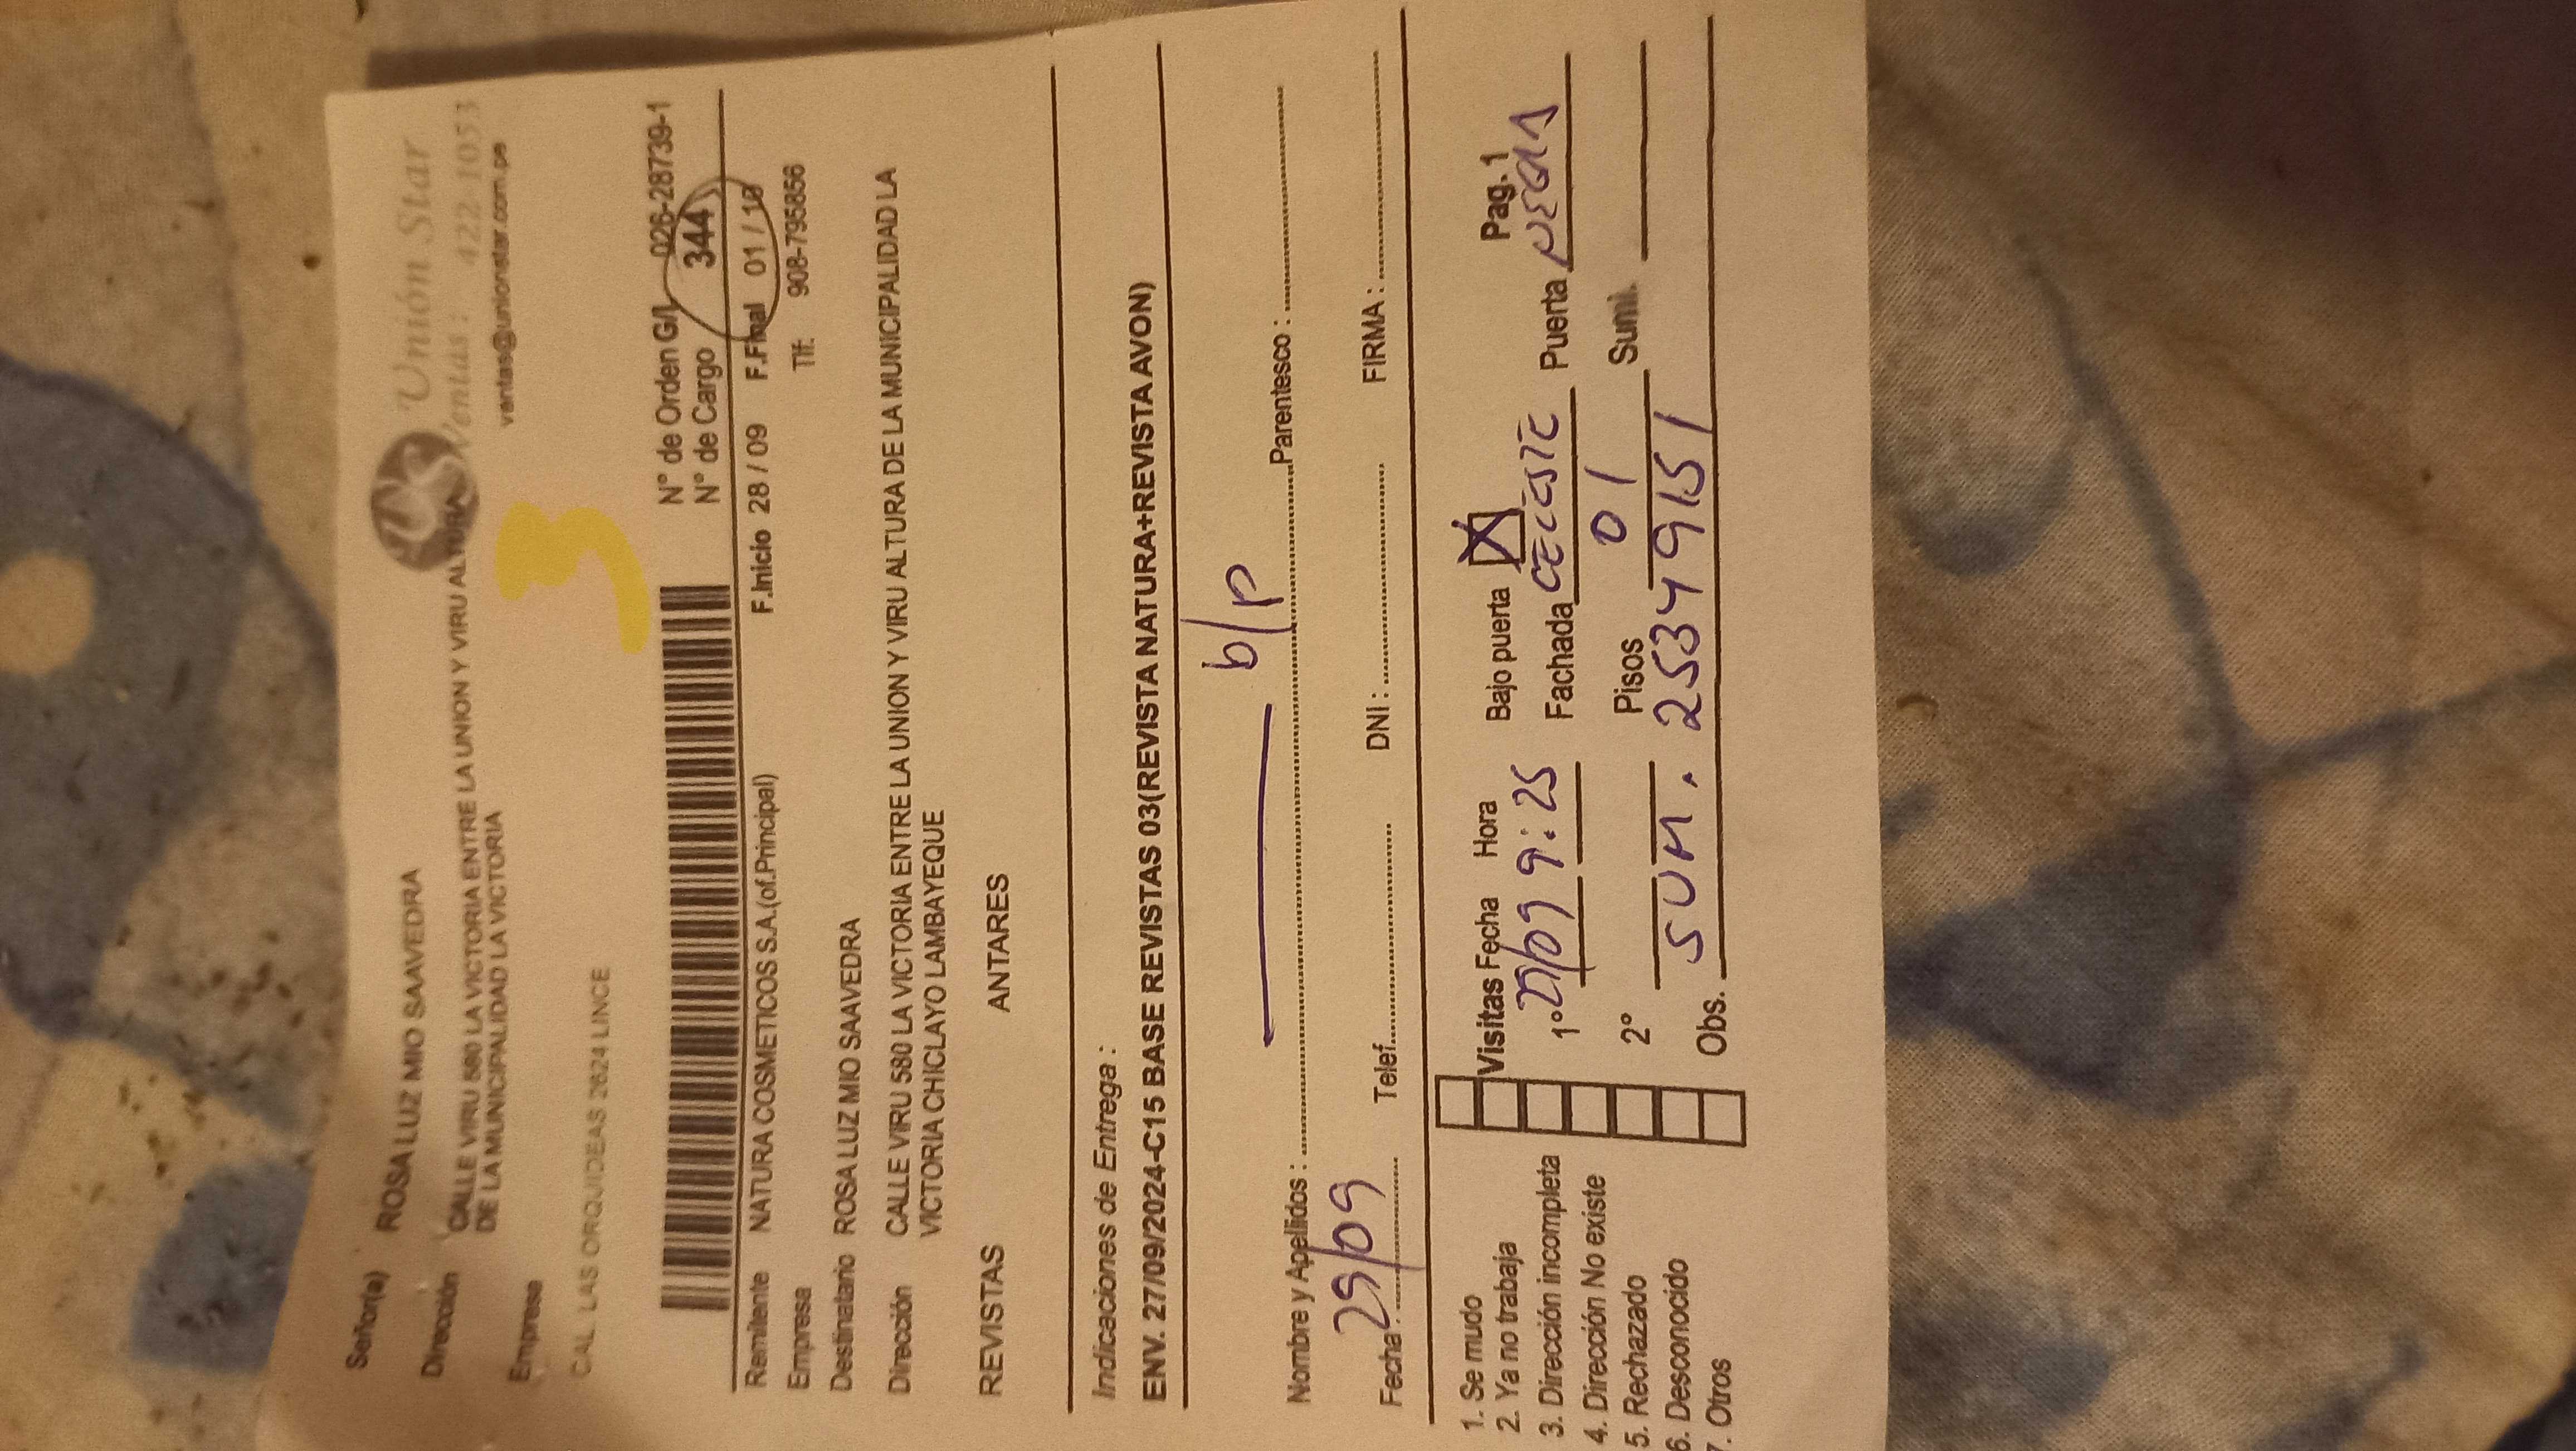 Unión Star
Ventas : 422 1053
ventas@unionstar.com.pe
Señor(a) ROSA LUZ MIO SAAVEDRA
Dirección CALLE VIRU 580 LA VICTORIA ENTRE LA UNION Y VIRU ALTURA
DE LA MUNICIPALIDAD LA VICTORIA
Empresa
3
CAL. LAS ORQUIDEAS 2624 LINCE
N° de Orden G/L 026-28739-1
N° de Cargo 344
F.Inicio 28 / 09 F.Final 01 / 10
Remitente NATURA COSMETICOS S.A.(of.Principal)
Tlf. 908-795856
Empresa
Destinatario ROSA LUZ MIO SAAVEDRA
Dirección CALLE VIRU 580 LA VICTORIA ENTRE LA UNION Y VIRU ALTURA DE LA MUNICIPALIDAD LA
VICTORIA CHICLAYO LAMBAYEQUE
REVISTAS ANTARES
Indicaciones de Entrega :
ENV. 27/09/2024-C15 BASE REVISTAS 03(REVISTA NATURA+REVISTA AVON)
b/p
Nombre y Apellidos : Parentesco :
29/09
Fecha : Telef. DNI : FIRMA :
Pag. 1
1. Se mudo
2. Ya no trabaja
3. Dirección incompleta
4. Dirección No existe
5. Rechazado
6. Desconocido
7. Otros
Visitas Fecha Hora Bajo puerta X
1° 9:25 Fachada CELESTE Puerta NEGRA
2° Pisos 01 Sumi.
Obs. SUM. 25349151